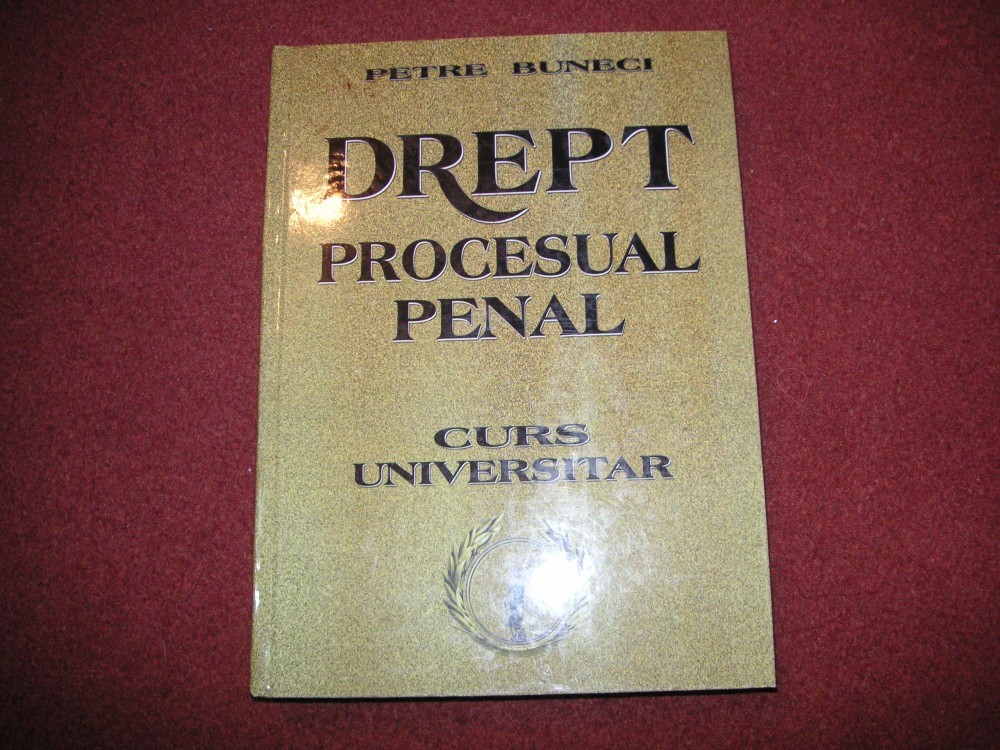 PETRE BUNECI
DREPT
PROCESUAL
PENAL
CURS
UNIVERSITAR